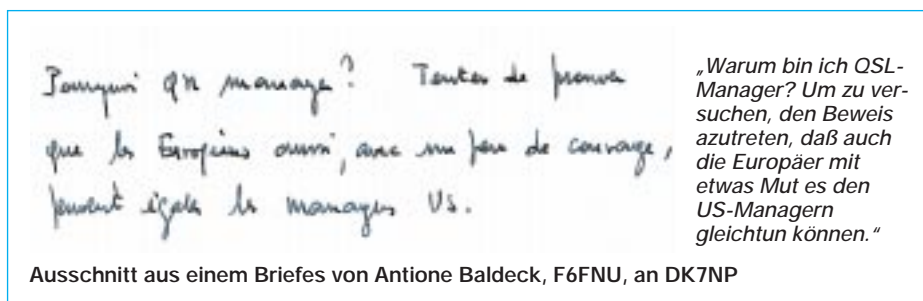 Pourquoi QSL manager? Tenter de prouver
que les Européens aussi, avec un peu de courage,
peuvent égaler les managers US.
„Warum bin ich QSL-
Manager? Um zu ver-
suchen, den Beweis
azutreten, daß auch
die Europäer mit
etwas Mut es den
US-Managern
gleichtun können.“
Ausschnitt aus einem Briefes von Antione Baldeck, F6FNU, an DK7NP